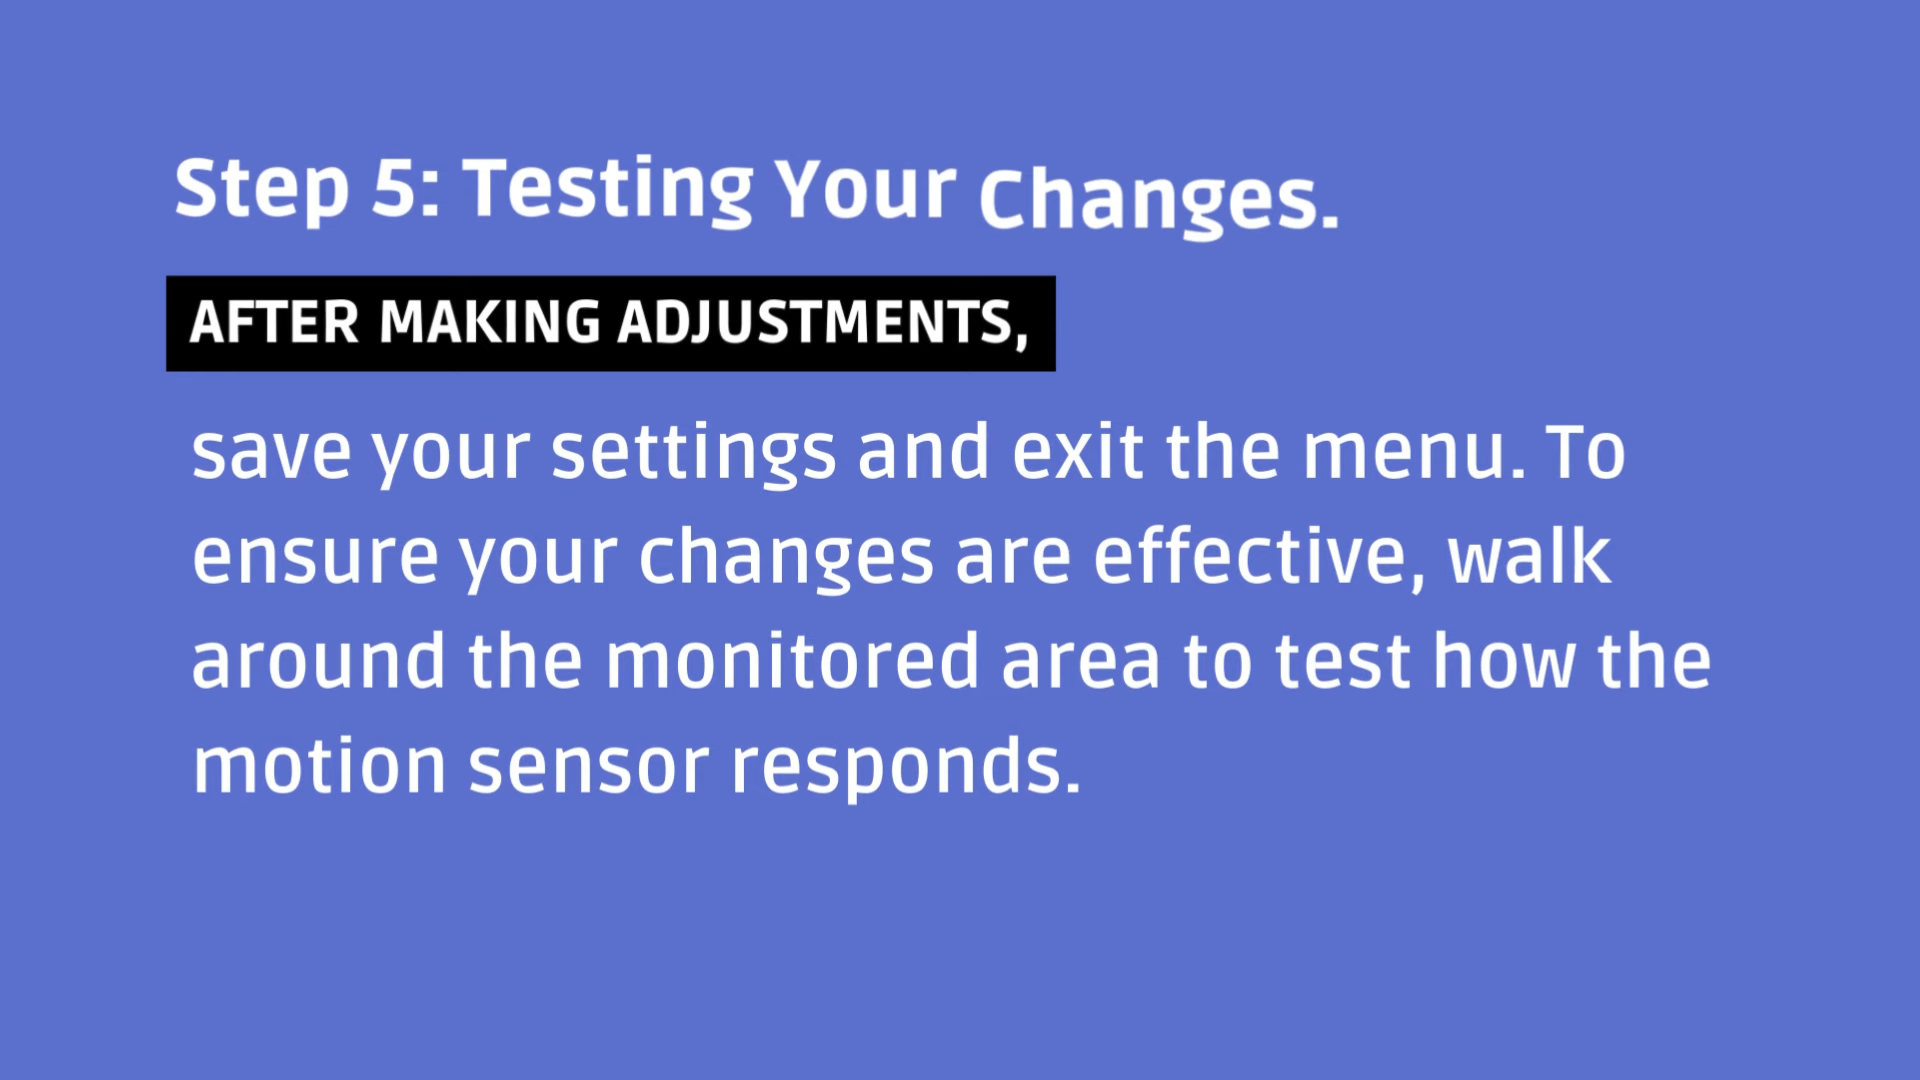 Step 5: Testing Your Changes.
AFTER MAKING ADJUSTMENTS,
save your settings and exit the menu. To
ensure your changes are effective, walk
around the monitored area to test how the
motion sensor responds.